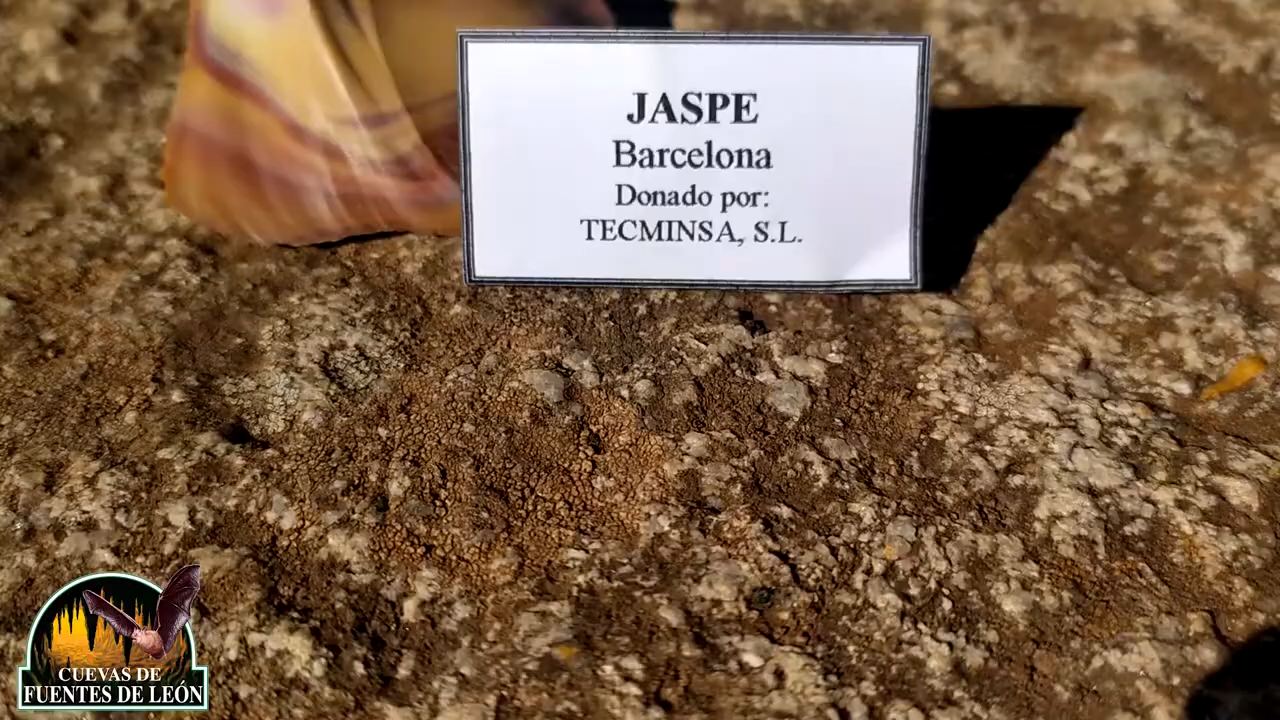 JASPE
Barcelona
Donado por:
TECMINSA, S.L.
CUEVAS DE
FUENTES DE LEÓN